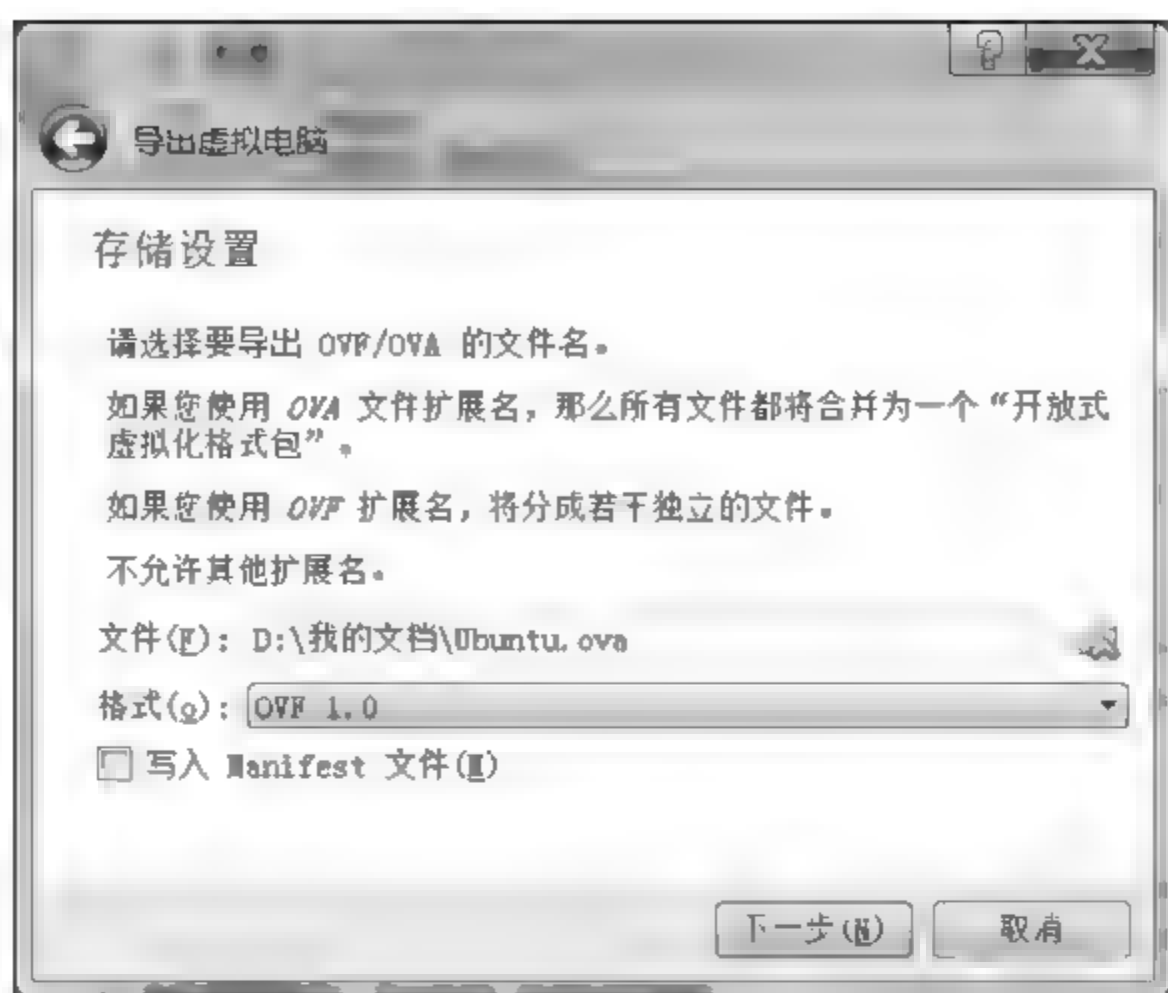 导出虚拟电脑
存储设置
请选择要导出 OVF/OVA 的文件名。
如果您使用 OVA 文件扩展名，那么所有文件都将合并为一个“开放式
虚拟化格式包”。
如果您使用 OVF 扩展名，将分成若干独立的文件。
不允许其他扩展名。
文件(F): D:\我的文档\Ubuntu.ova
格式(o): OVF 1.0
写入 Manifest 文件(M)
下一步(N)
取消